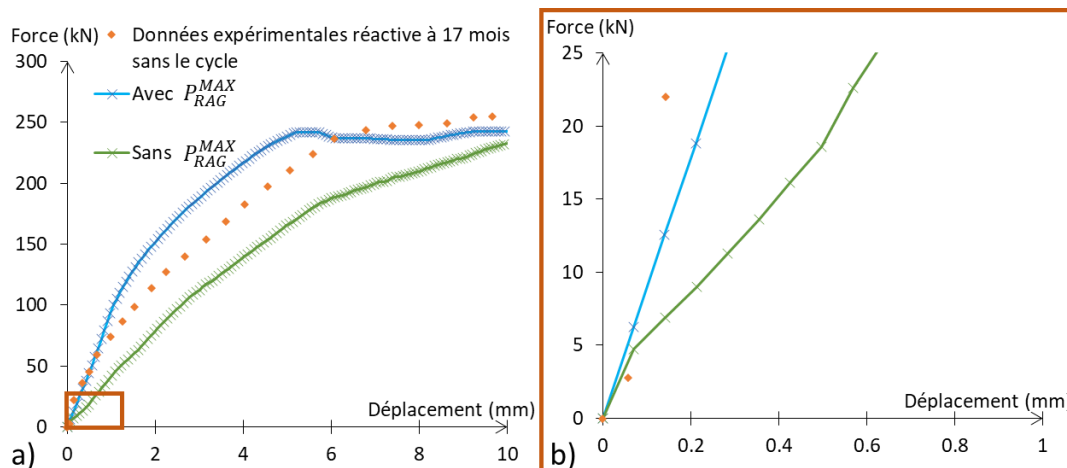 Force (kN)
Données expérimentales réactive à 17 mois
sans le cycle
300
Avec P_RAG^MAX
250
Sans P_RAG^MAX
200
150
100
50
0
Déplacement (mm)
0 2 4 6 8 10
a)
Force (kN)
25
20
15
10
5
0
Déplacement (mm)
0 0.2 0.4 0.6 0.8 1
b)